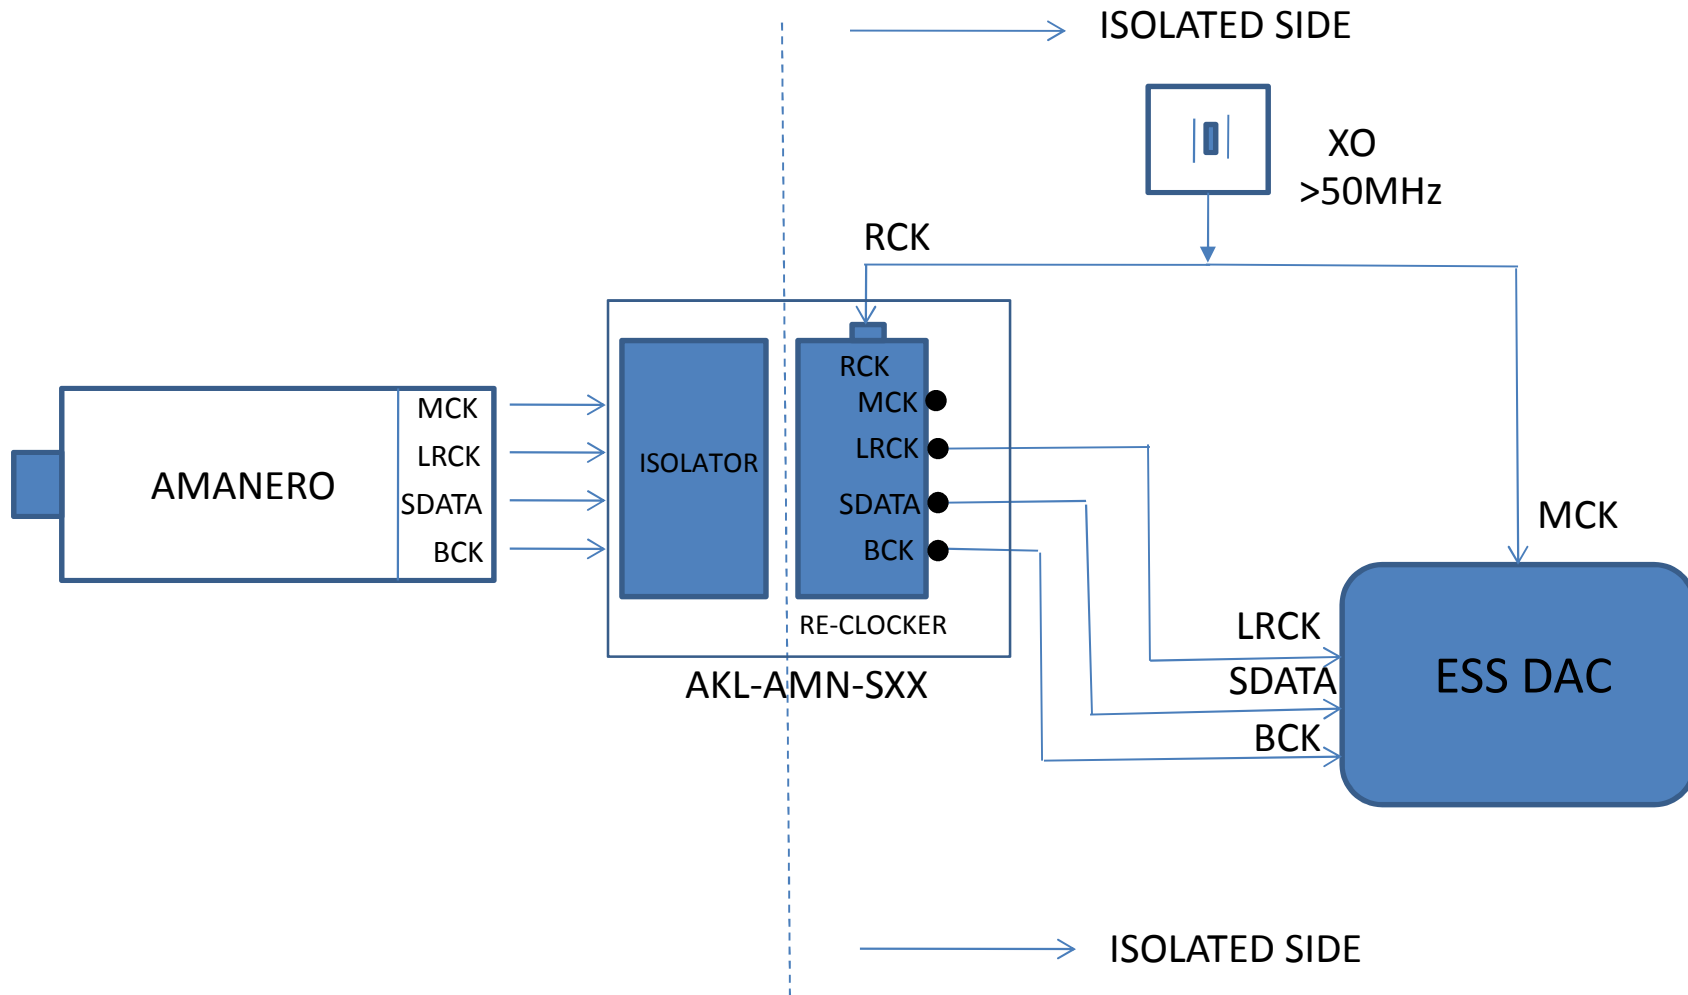 ISOLATED SIDE
XO
>50MHz
RCK
MCK
LRCK
SDATA
BCK
AMANERO
ISOLATOR
RCK
MCK
LRCK
SDATA
BCK
RE-CLOCKER
AKL-AMN-SXX
MCK
LRCK
SDATA
BCK
ESS DAC
ISOLATED SIDE